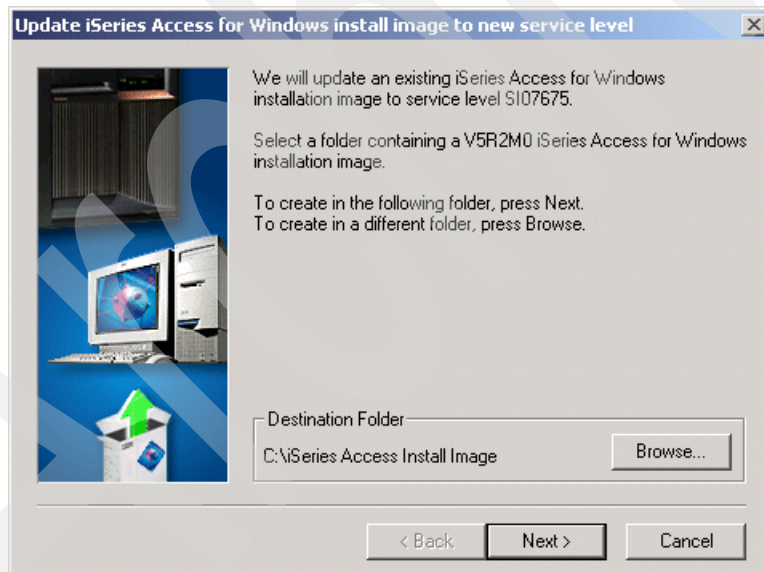 Update iSeries Access for Windows install image to new service level
We will update an existing iSeries Access for Windows
installation image to service level SI07675.
Select a folder containing a V5R2M0 iSeries Access for Windows
installation image.
To create in the following folder, press Next.
To create in a different folder, press Browse.
Destination Folder
C:\iSeries Access Install Image
Browse...
< Back
Next >
Cancel